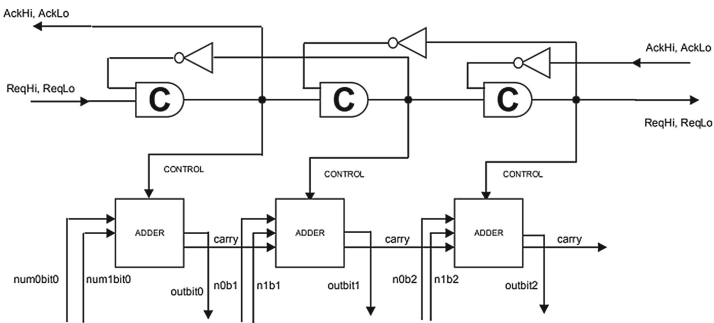 AckHi, AckLo
AckHi, AckLo
ReqHi, ReqLo
C
C
C
ReqHi, ReqLo
CONTROL
CONTROL
CONTROL
ADDER
ADDER
ADDER
carry
carry
carry
num0bit0
num1bit0
outbit0
n0b1
n1b1
outbit1
n0b2
n1b2
outbit2